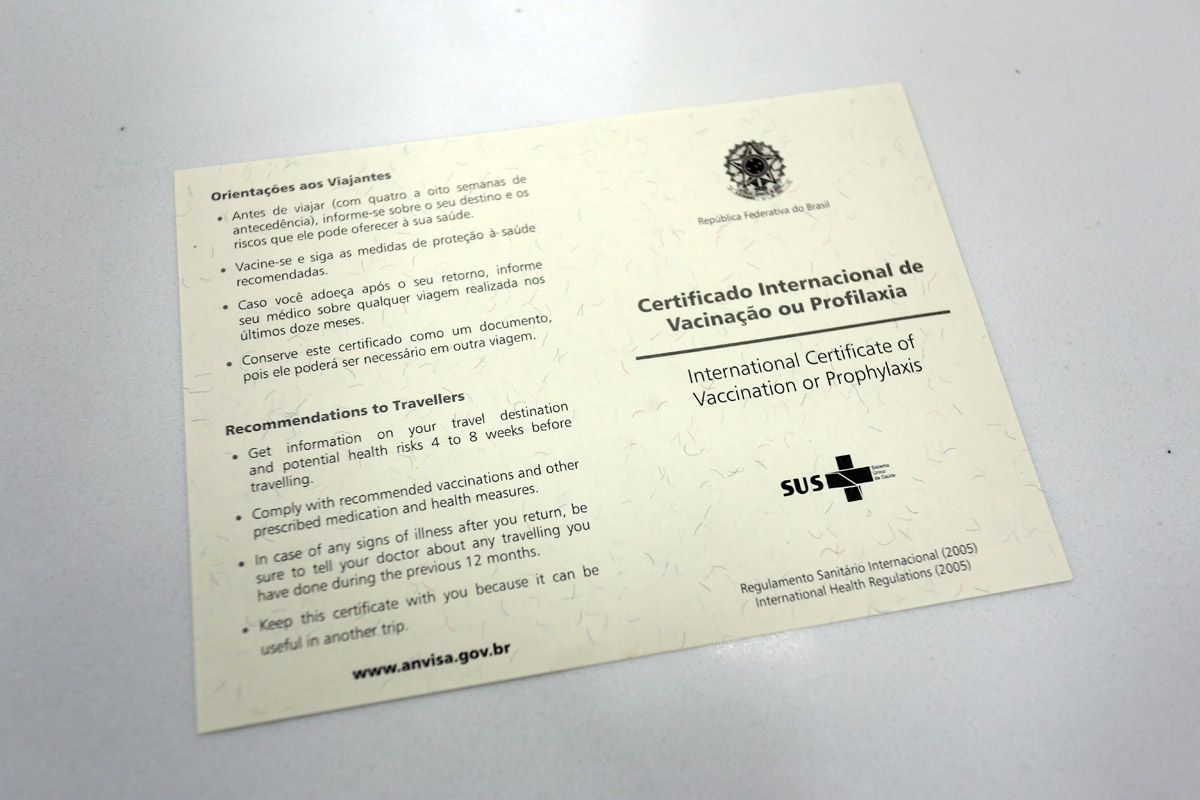 Orientações aos Viajantes
• Antes de viajar (com quatro a oito semanas de
antecedência), informe-se sobre o seu destino e os
riscos que ele pode oferecer à sua saúde.
• Vacine-se e siga as medidas de proteção à saúde
recomendadas.
• Caso você adoeça após o seu retorno, informe
seu médico sobre qualquer viagem realizada nos
últimos doze meses.
• Conserve este certificado como um documento,
pois ele poderá ser necessário em outra viagem.
Recommendations to Travellers
• Get information on your travel destination
and potential health risks 4 to 8 weeks before
travelling.
• Comply with recommended vaccinations and other
prescribed medication and health measures.
• In case of any signs of illness after you return, be
sure to tell your doctor about any travelling you
have done during the previous 12 months.
• Keep this certificate with you because it can be
useful in another trip.
www.anvisa.gov.br
República Federativa do Brasil
Certificado Internacional de
Vacinação ou Profilaxia
International Certificate of
Vaccination or Prophylaxis
SUS
Sistema
Único
de Saúde
Regulamento Sanitário Internacional (2005)
International Health Regulations (2005)